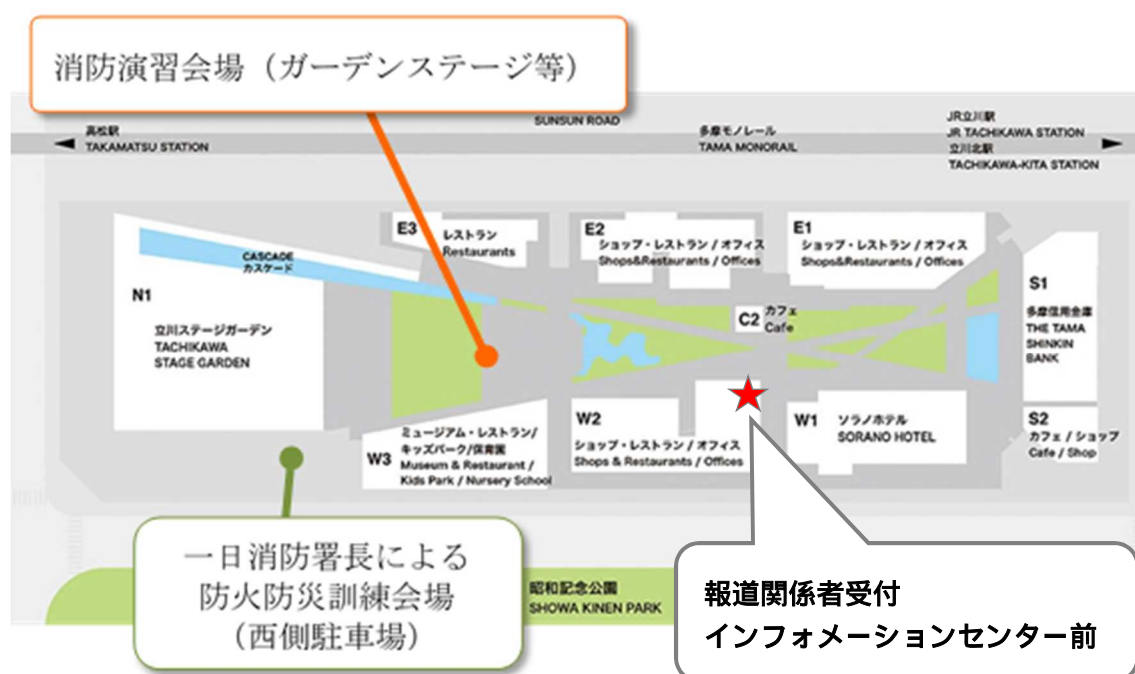 消防演習会場（ガーデンステージ等）
SUNSUN ROAD
高松駅
TAKAMATSU STATION
多摩モノレール
TAMA MONORAIL
JR立川駅
JR TACHIKAWA STATION
立川北駅
TACHIKAWA-KITA STATION
CASCADE
カスケード
N1
立川ステージガーデン
TACHIKAWA
STAGE GARDEN
E3
レストラン
Restaurants
E2
ショップ・レストラン / オフィス
Shops&Restaurants / Offices
E1
ショップ・レストラン / オフィス
Shops&Restaurants / Offices
C2
カフェ
Cafe
S1
多摩信用金庫
THE TAMA
SHINKIN
BANK
W3
ミュージアム・レストラン/
キッズパーク/保育園
Museum & Restaurant /
Kids Park / Nursery School
W2
ショップ・レストラン / オフィス
Shops & Restaurants / Offices
W1
ソラノホテル
SORANO HOTEL
S2
カフェ / ショップ
Cafe / Shop
一日消防署長による
防火防災訓練会場
（西側駐車場）
昭和記念公園
SHOWA KINEN PARK
報道関係者受付
インフォメーションセンター前